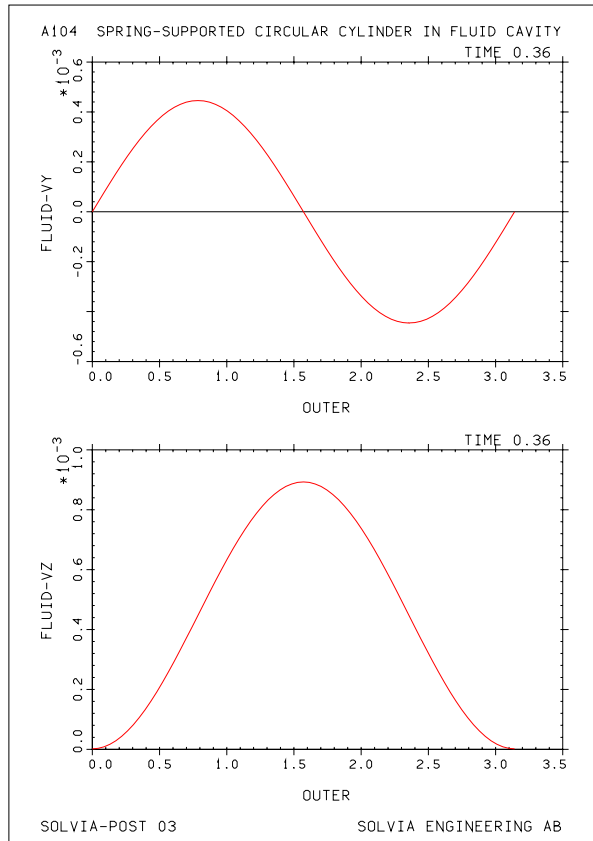 A104 SPRING-SUPPORTED CIRCULAR CYLINDER IN FLUID CAVITY
TIME 0.36
*10-3
0.6
0.4
0.2
0.0
-0.2
-0.6
FLUID-VY
0.0 0.5 1.0 1.5 2.0 2.5 3.0 3.5
OUTER
TIME 0.36
*10-3
1.0
0.8
0.6
0.4
0.2
0.0
FLUID-VZ
0.0 0.5 1.0 1.5 2.0 2.5 3.0 3.5
OUTER
SOLVIA-POST 03 SOLVIA ENGINEERING AB